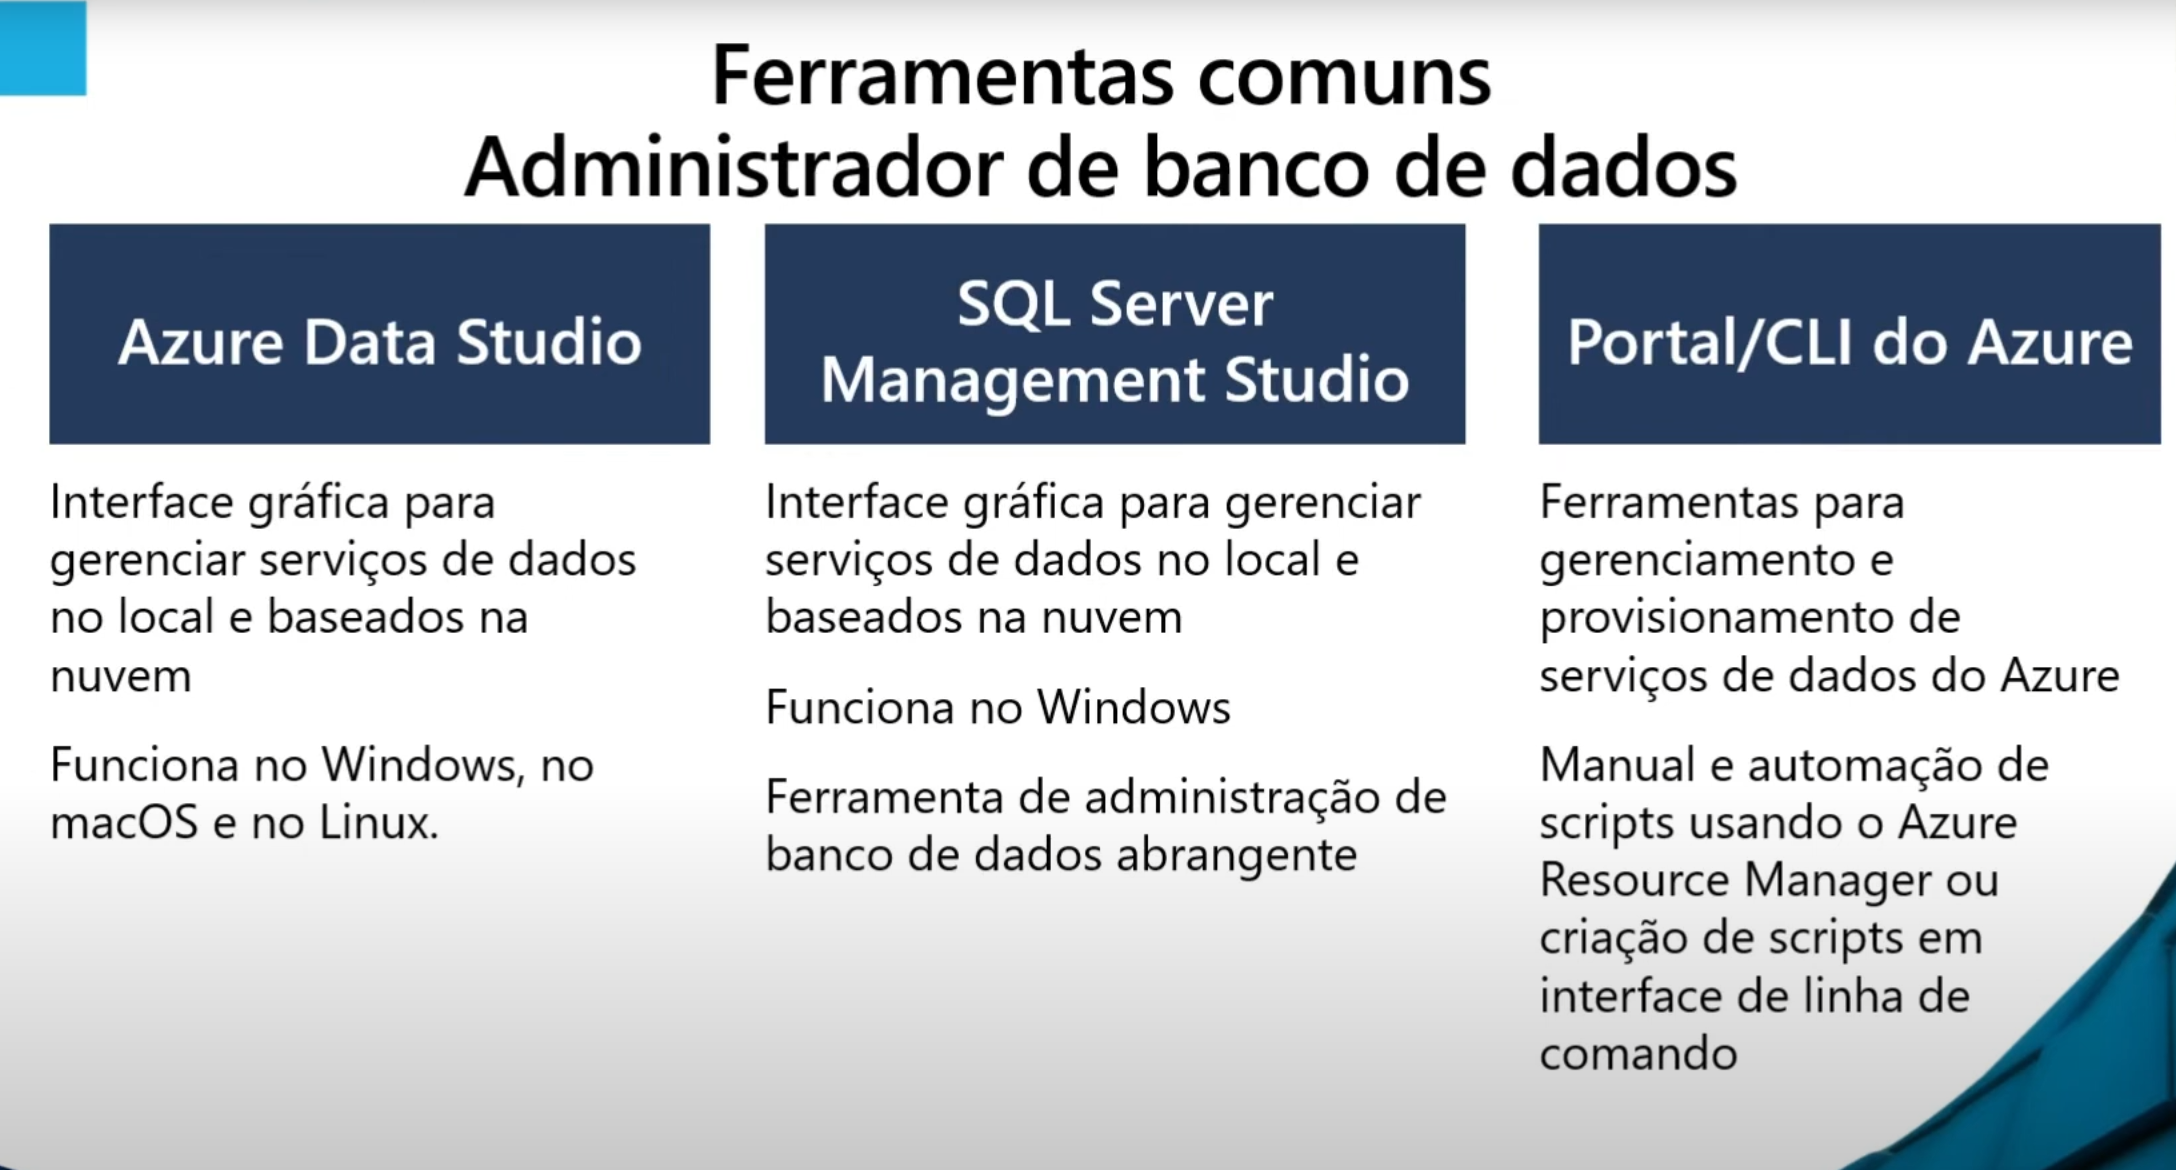 Ferramentas comuns
Administrador de banco de dados
Azure Data Studio
Interface gráfica para
gerenciar serviços de dados
no local e baseados na
nuvem
Funciona no Windows, no
macOS e no Linux.
SQL Server
Management Studio
Interface gráfica para gerenciar
serviços de dados no local e
baseados na nuvem
Funciona no Windows
Ferramenta de administração de
banco de dados abrangente
Portal/CLI do Azure
Ferramentas para
gerenciamento e
provisionamento de
serviços de dados do Azure
Manual e automação de
scripts usando o Azure
Resource Manager ou
criação de scripts em
interface de linha de
comando